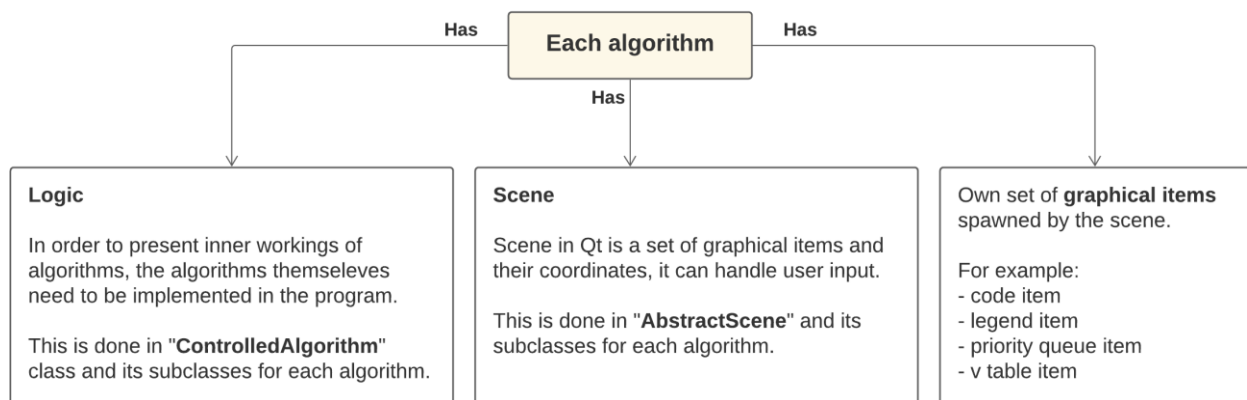 Has
Each algorithm
Has
Has
Logic
In order to present inner workings of
algorithms, the algorithms themseleves
need to be implemented in the program.
This is done in "ControlledAlgorithm"
class and its subclasses for each algorithm.
Scene
Scene in Qt is a set of graphical items and
their coordinates, it can handle user input.
This is done in "AbstractScene" and its
subclasses for each algorithm.
Own set of graphical items
spawned by the scene.
For example:
- code item
- legend item
- priority queue item
- v table item